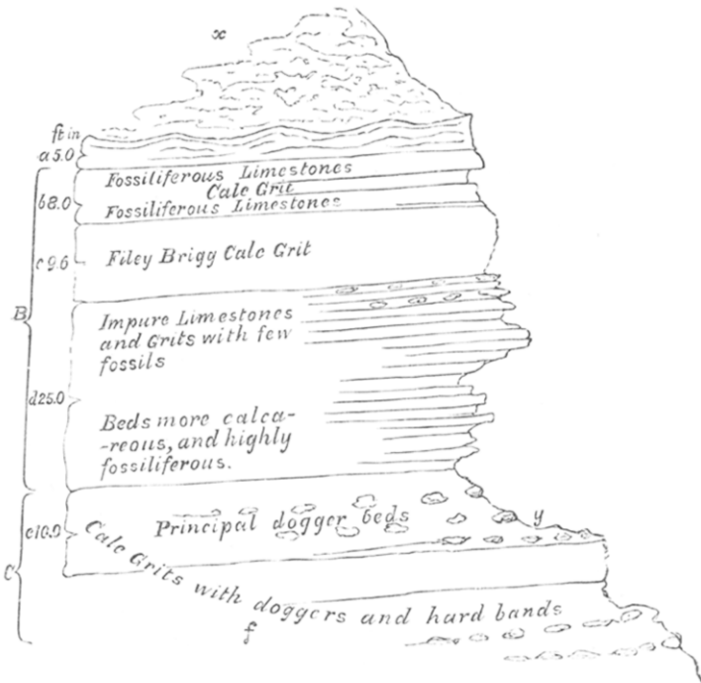 x
ft in
a 5.0
Fossiliferous Limestones
Calc Grit
b 8.0
Fossiliferous Limestones
c 9.6
Filey Brigg Calc Grit
B
Impure Limestones
and Grits with few
fossils
d 25.0
Beds more calca-
-reous, and highly
fossiliferous.
e 10.0
Principal dogger beds
y
C
Calc Grits with doggers and hard bands
f